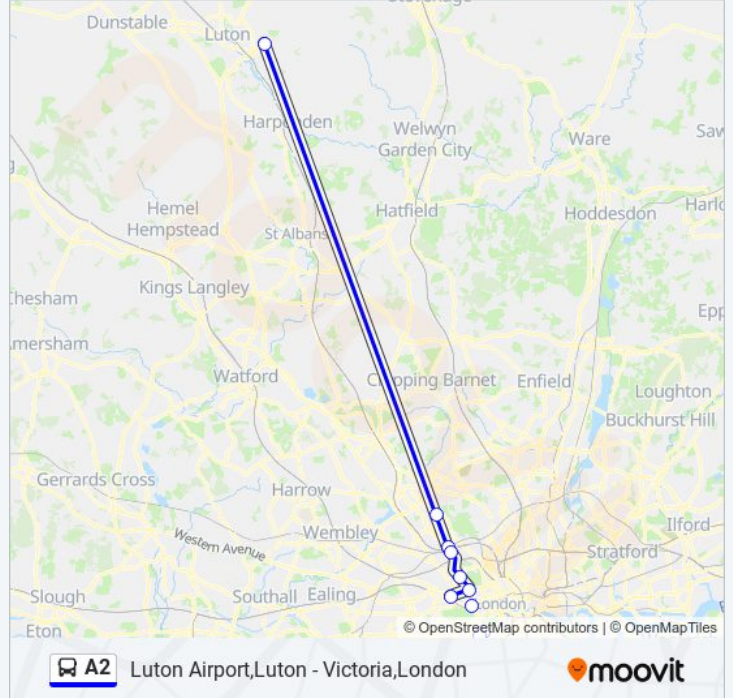 Stevenage
Dunstable
Luton
Harpenden
Welwyn
Garden City
Ware
Hemel
Hempstead
St Albans
Hatfield
Hoddesdon
Kings Langley
Watford
Chipping Barnet
Enfield
Loughton
Buckhurst Hill
Gerrards Cross
Harrow
Wembley
Western Avenue
Ilford
Stratford
Slough
Southall
Ealing
London
Eton
© OpenStreetMap contributors | © OpenMapTiles
A2
Luton Airport,Luton - Victoria,London
moovit